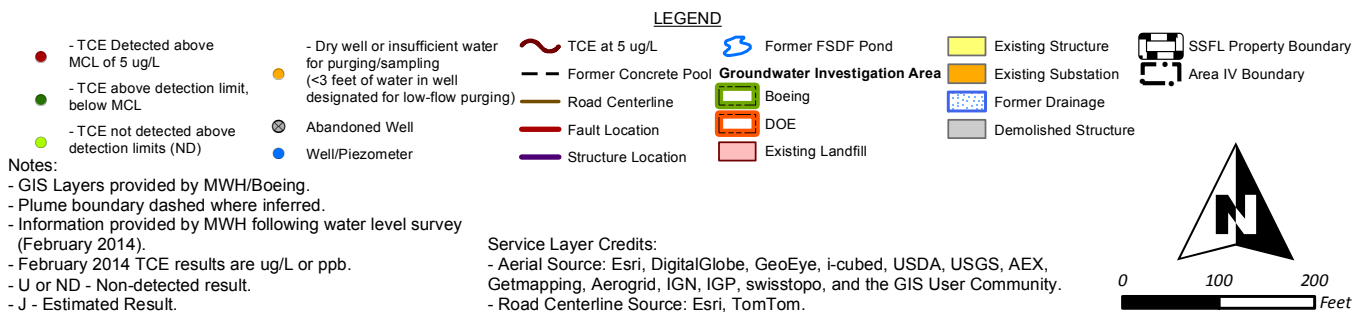 LEGEND
- TCE Detected above
MCL of 5 ug/L
- TCE above detection limit,
below MCL
- TCE not detected above
detection limits (ND)
- Dry well or insufficient water
for purging/sampling
(<3 feet of water in well
designated for low-flow purging)
Abandoned Well
Well/Piezometer
TCE at 5 ug/L
Former Concrete Pool
Road Centerline
Fault Location
Structure Location
Former FSDF Pond
Groundwater Investigation Area
Boeing
DOE
Existing Landfill
Existing Structure
Existing Substation
Former Drainage
Demolished Structure
SSFL Property Boundary
Area IV Boundary
Notes:
- GIS Layers provided by MWH/Boeing.
- Plume boundary dashed where inferred.
- Information provided by MWH following water level survey
(February 2014).
- February 2014 TCE results are ug/L or ppb.
- U or ND - Non-detected result.
- J - Estimated Result.
Service Layer Credits:
- Aerial Source: Esri, DigitalGlobe, GeoEye, i-cubed, USDA, USGS, AEX,
Getmapping, Aerogrid, IGN, IGP, swisstopo, and the GIS User Community.
- Road Centerline Source: Esri, TomTom.
N
0 100 200
Feet